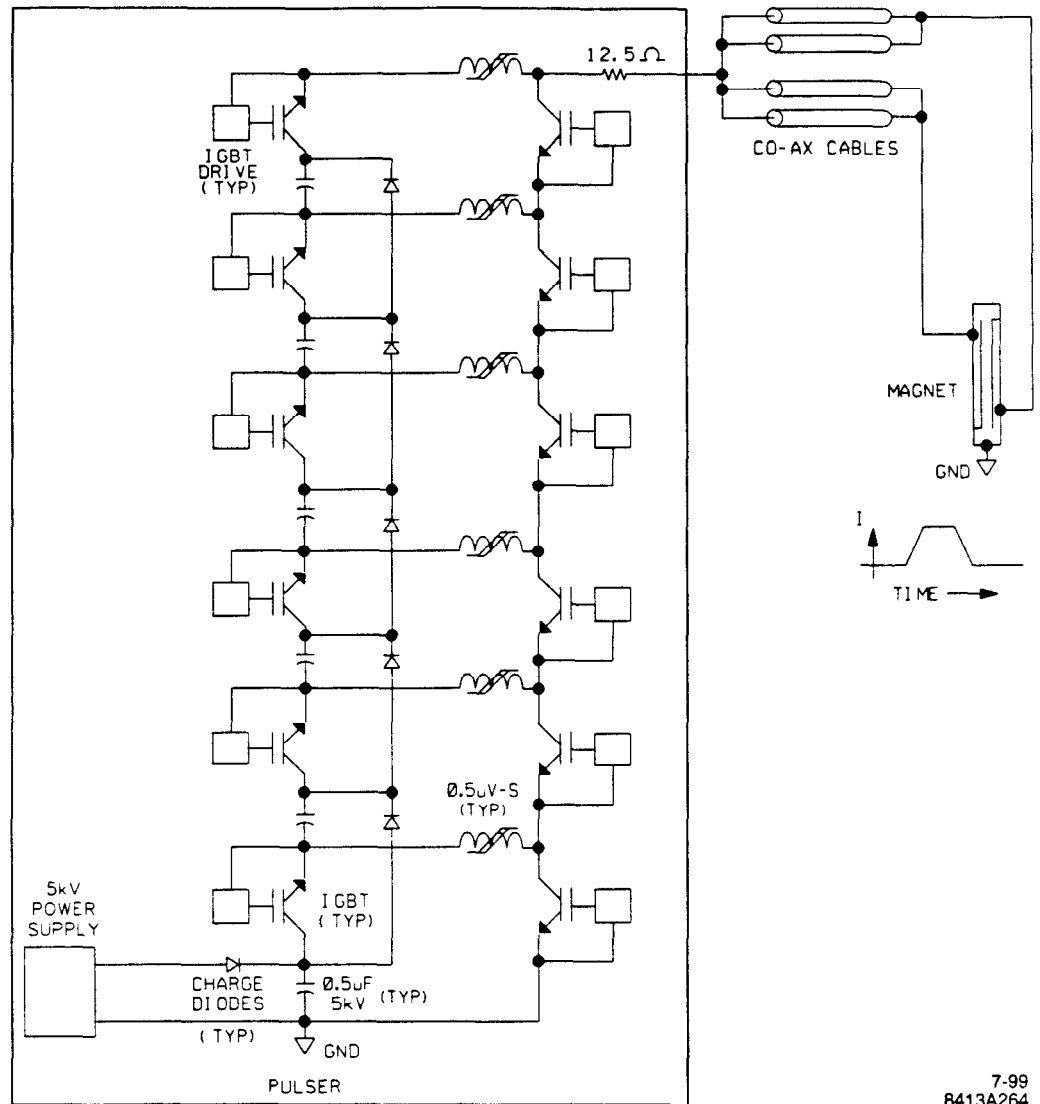 12.5Ω
CO-AX CABLES
IGBT
DRIVE
(TYP)
MAGNET
GND
I
TIME
0.5uV-S
(TYP)
IGBT
(TYP)
5kV
POWER
SUPPLY
CHARGE
DIODES
(TYP)
0.5uF
5kV (TYP)
GND
PULSER
7-99
8413A264